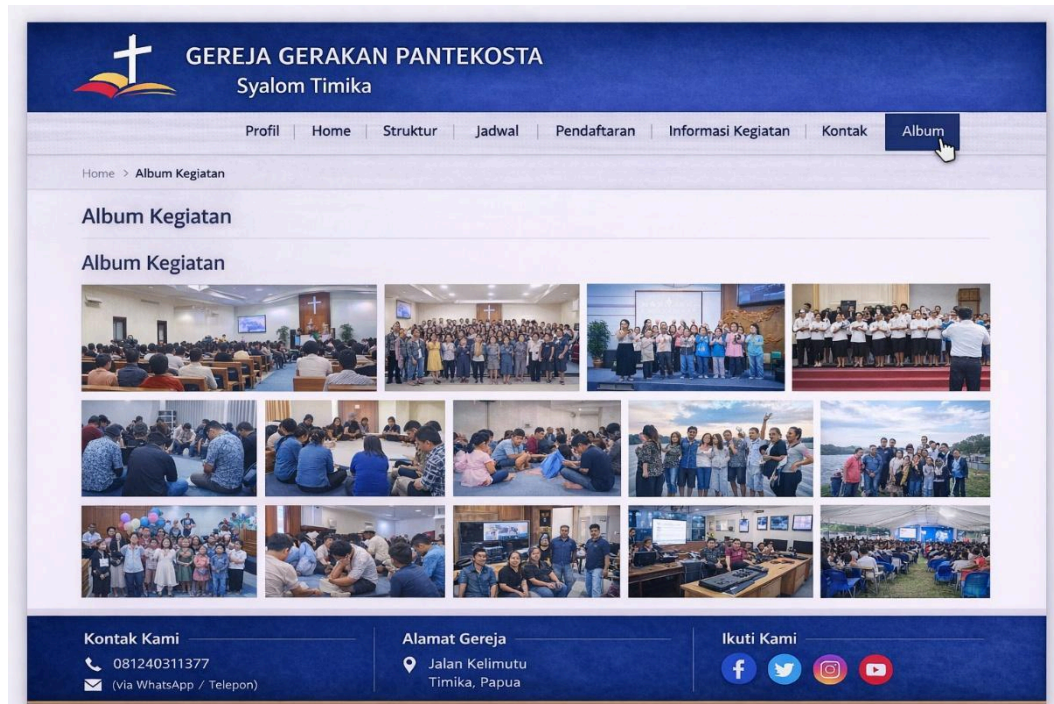 GEREJA GERAKAN PANTEKOSTA
Syalom Timika
Profil | Home | Struktur | Jadwal | Pendaftaran | Informasi Kegiatan | Kontak Album
Home > Album Kegiatan
Album Kegiatan
Album Kegiatan
Kontak Kami
081240311377
(via WhatsApp / Telepon)
Alamat Gereja
Jalan Kelimutu
Timika, Papua
Ikuti Kami